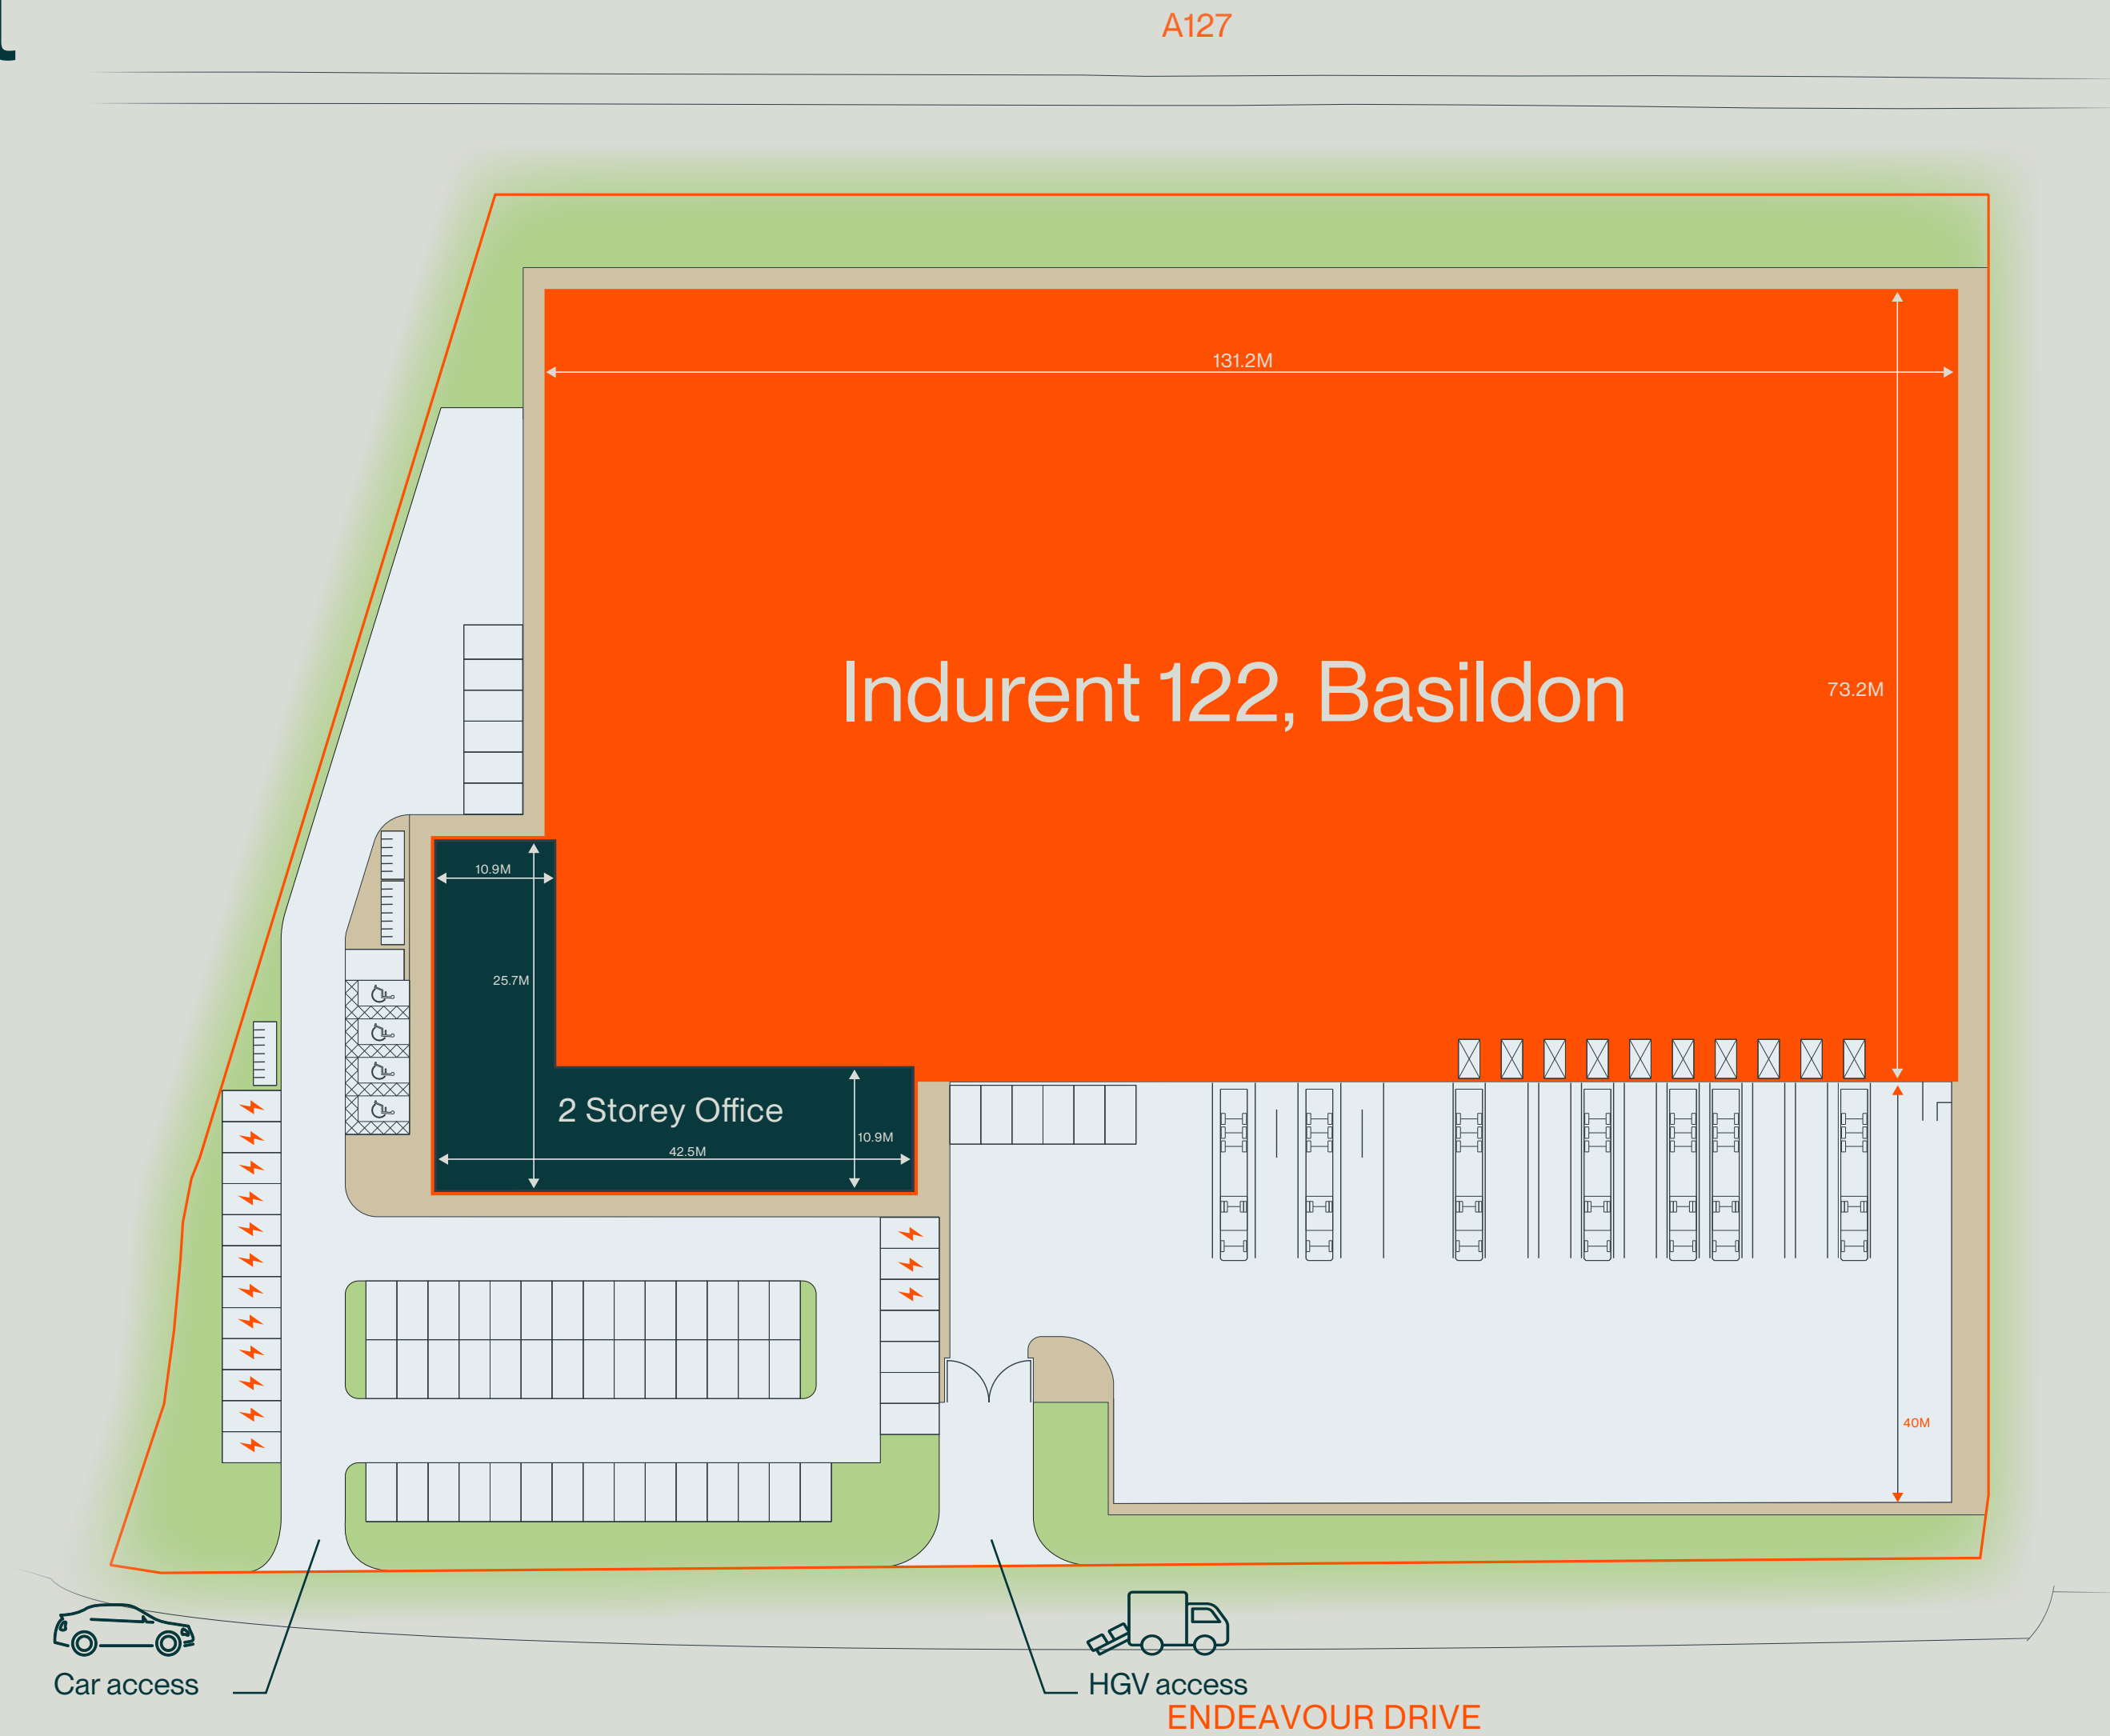 A127
131.2M
Indurent 122, Basildon
73.2M
10.9M
25.7M
2 Storey Office
10.9M
42.5M
40M
Car access
HGV access
ENDEAVOUR DRIVE